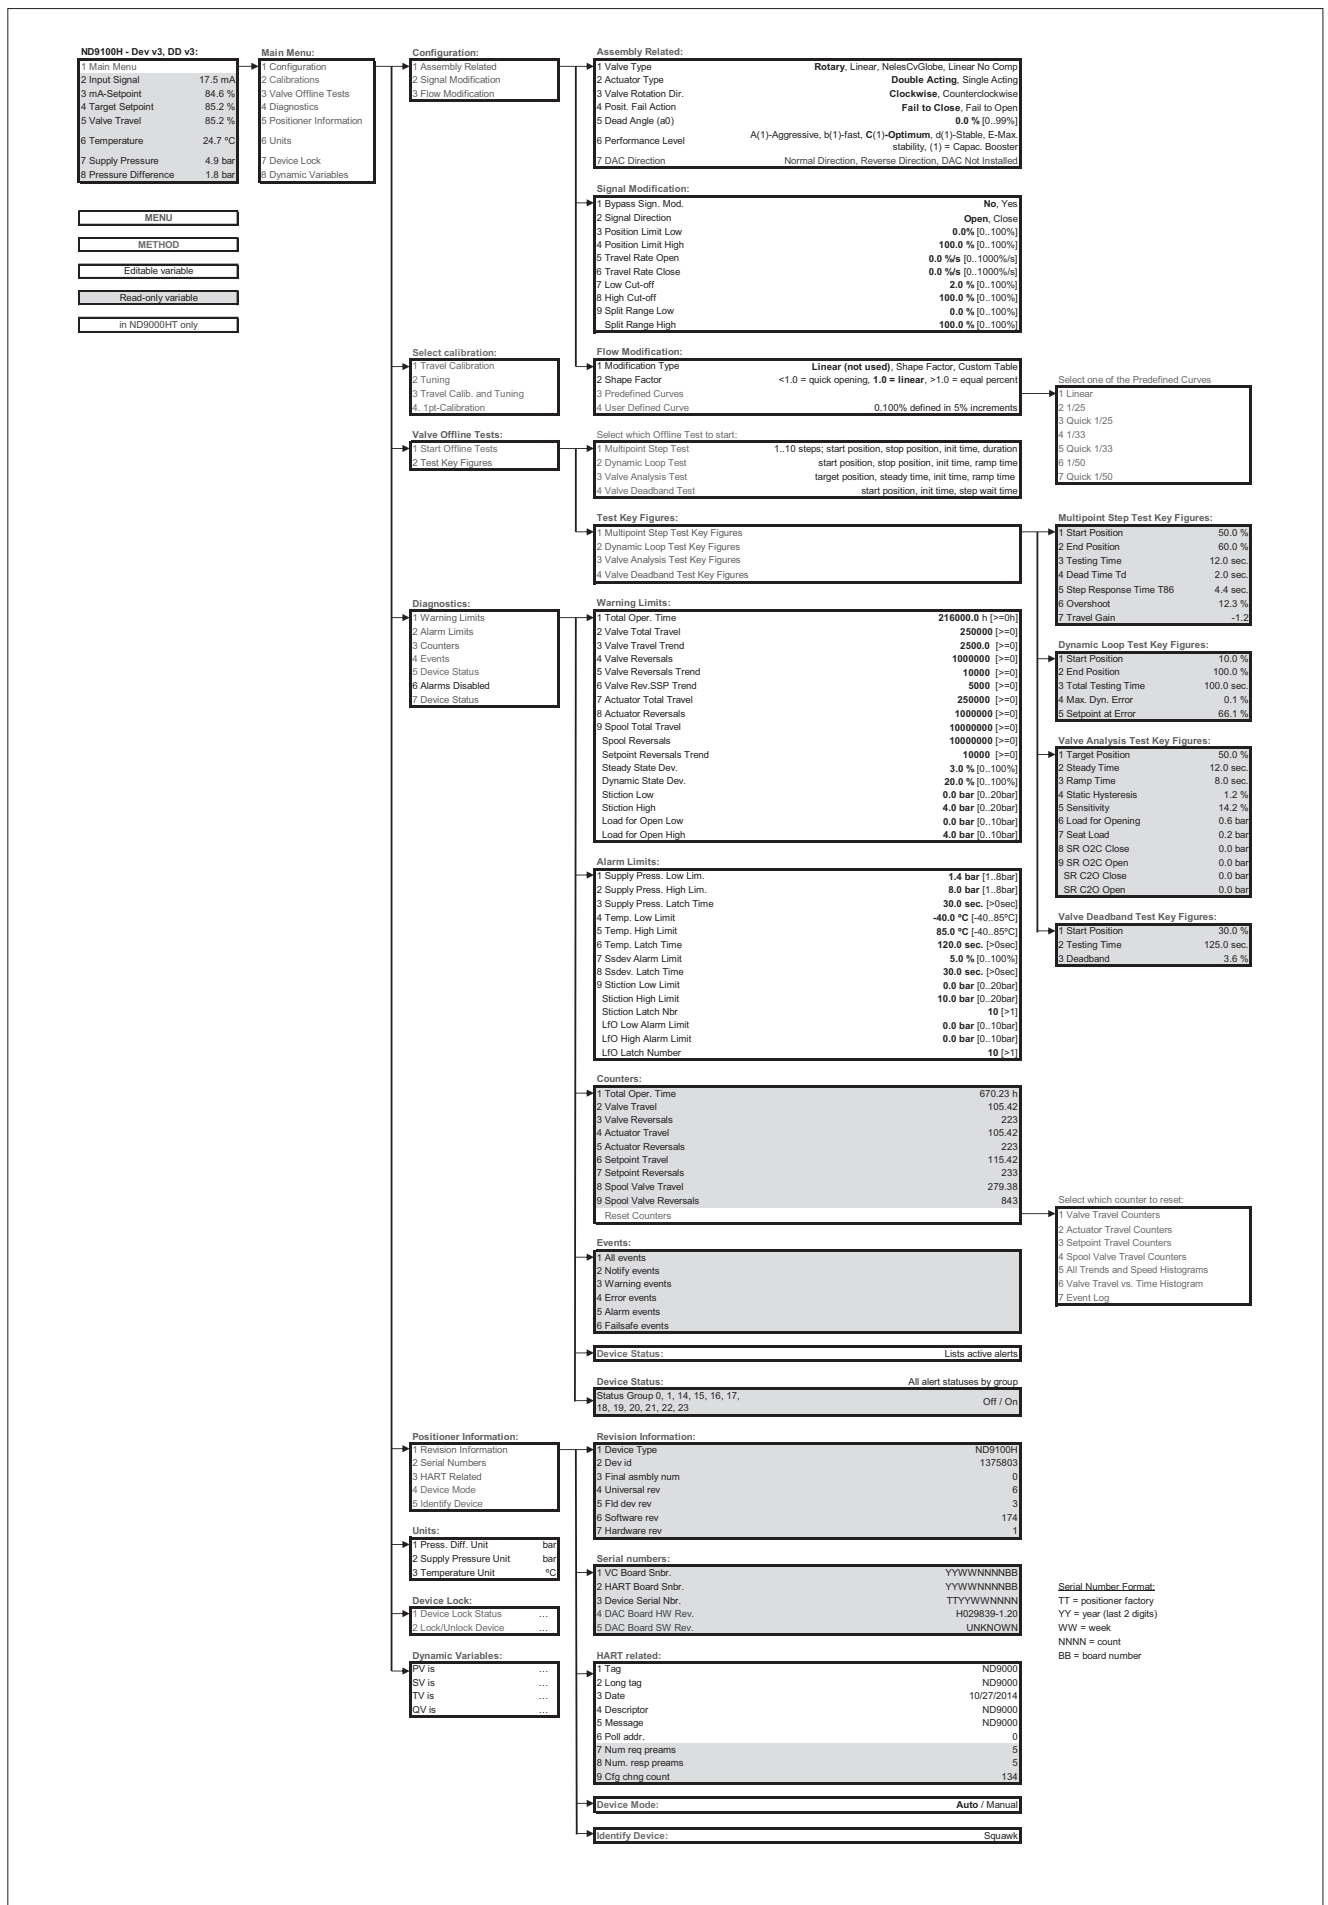 ND9100H - Dev v3, DD v3:
1 Main Menu
2 Input Signal 17.5 mA
3 mA-Setpoint 84.6 %
4 Target Setpoint 85.2 %
5 Valve Travel 85.2 %
6 Temperature 24.7 ºC
7 Supply Pressure 4.9 bar
8 Pressure Difference 1.8 bar
MENU
METHOD
Editable variable
Read-only variable
in ND9000HT only
Main Menu:
1 Configuration
2 Calibrations
3 Valve Offline Tests
4 Diagnostics
5 Positioner Information
6 Units
7 Device Lock
8 Dynamic Variables
Configuration:
1 Assembly Related
2 Signal Modification
3 Flow Modification
Assembly Related:
1 Valve Type Rotary, Linear, NelesCvGlobe, Linear No Comp
2 Actuator Type Double Acting, Single Acting
3 Valve Rotation Dir. Clockwise, Counterclockwise
4 Posit. Fail Action Fail to Close, Fail to Open
5 Dead Angle (a0) 0.0 % [0..99%]
6 Performance Level A(1)-Aggressive, b(1)-fast, C(1)-Optimum, d(1)-Stable, E-Max.
stability, (1) = Capac. Booster
7 DAC Direction Normal Direction, Reverse Direction, DAC Not Installed
Signal Modification:
1 Bypass Sign. Mod. No, Yes
2 Signal Direction Open, Close
3 Position Limit Low 0.0% [0..100%]
4 Position Limit High 100.0 % [0..100%]
5 Travel Rate Open 0.0 %/s [0..1000%/s]
6 Travel Rate Close 0.0 %/s [0..1000%/s]
7 Low Cut-off 2.0 % [0..100%]
8 High Cut-off 100.0 % [0..100%]
9 Split Range Low 0.0 % [0..100%]
Split Range High 100.0 % [0..100%]
Select calibration:
1 Travel Calibration
2 Tuning
3 Travel Calib. and Tuning
4. 1pt-Calibration
Flow Modification:
1 Modification Type Linear (not used), Shape Factor, Custom Table
2 Shape Factor <1.0 = quick opening, 1.0 = linear, >1.0 = equal percent
3 Predefined Curves
4 User Defined Curve 0.100% defined in 5% increments
Select one of the Predefined Curves
1 Linear
2 1/25
3 Quick 1/25
4 1/33
5 Quick 1/33
6 1/50
7 Quick 1/50
Valve Offline Tests:
1 Start Offline Tests
2 Test Key Figures
Select which Offline Test to start:
1 Multipoint Step Test 1..10 steps; start position, stop position, init time, duration
2 Dynamic Loop Test start position, stop position, init time, ramp time
3 Valve Analysis Test target position, steady time, init time, ramp time
4 Valve Deadband Test start position, init time, step wait time
Test Key Figures:
1 Multipoint Step Test Key Figures
2 Dynamic Loop Test Key Figures
3 Valve Analysis Test Key Figures
4 Valve Deadband Test Key Figures
Multipoint Step Test Key Figures:
1 Start Position 50.0 %
2 End Position 60.0 %
3 Testing Time 12.0 sec.
4 Dead Time Td 2.0 sec.
5 Step Response Time T86 4.4 sec.
6 Overshoot 12.3 %
7 Travel Gain -1.2
Dynamic Loop Test Key Figures:
1 Start Position 10.0 %
2 End Position 100.0 %
3 Total Testing Time 100.0 sec.
4 Max. Dyn. Error 0.1 %
5 Setpoint at Error 66.1 %
Valve Analysis Test Key Figures:
1 Target Position 50.0 %
2 Steady Time 12.0 sec.
3 Ramp Time 8.0 sec.
4 Static Hysteresis 1.2 %
5 Sensitivity 14.2 %
6 Load for Opening 0.6 bar
7 Seat Load 0.2 bar
8 SR O2C Close 0.0 bar
9 SR O2C Open 0.0 bar
SR C2O Close 0.0 bar
SR C2O Open 0.0 bar
Valve Deadband Test Key Figures:
1 Start Position 30.0 %
2 Testing Time 125.0 sec.
3 Deadband 3.6 %
Diagnostics:
1 Warning Limits
2 Alarm Limits
3 Counters
4 Events
5 Device Status
6 Alarms Disabled
7 Device Status
Warning Limits:
1 Total Oper. Time 216000.0 h [>=0h]
2 Valve Total Travel 250000 [>=0]
3 Valve Travel Trend 2500.0 [>=0]
4 Valve Reversals 1000000 [>=0]
5 Valve Reversals Trend 10000 [>=0]
6 Valve Rev.SSP Trend 5000 [>=0]
7 Actuator Total Travel 250000 [>=0]
8 Actuator Reversals 1000000 [>=0]
9 Spool Total Travel 10000000 [>=0]
Spool Reversals 10000000 [>=0]
Setpoint Reversals Trend 10000 [>=0]
Steady State Dev. 3.0 % [0..100%]
Dynamic State Dev. 20.0 % [0..100%]
Stiction Low 0.0 bar [0..20bar]
Stiction High 4.0 bar [0..20bar]
Load for Open Low 0.0 bar [0..10bar]
Load for Open High 4.0 bar [0..10bar]
Alarm Limits:
1 Supply Press. Low Lim. 1.4 bar [1..8bar]
2 Supply Press. High Lim. 8.0 bar [1..8bar]
3 Supply Press. Latch Time 30.0 sec. [>0sec]
4 Temp. Low Limit -40.0 ºC [-40..85ºC]
5 Temp. High Limit 85.0 ºC [-40..85ºC]
6 Temp. Latch Time 120.0 sec. [>0sec]
7 Ssdev Alarm Limit 5.0 % [0..100%]
8 Ssdev. Latch Time 30.0 sec. [>0sec]
9 Stiction Low Limit 0.0 bar [0..20bar]
Stiction High Limit 10.0 bar [0..20bar]
Stiction Latch Nbr 10 [>1]
LfO Low Alarm Limit 0.0 bar [0..10bar]
LfO High Alarm Limit 0.0 bar [0..10bar]
LfO Latch Number 10 [>1]
Counters:
1 Total Oper. Time 670.23 h
2 Valve Travel 105.42
3 Valve Reversals 223
4 Actuator Travel 105.42
5 Actuator Reversals 223
6 Setpoint Travel 115.42
7 Setpoint Reversals 233
8 Spool Valve Travel 279.38
9 Spool Valve Reversals 843
Reset Counters
Select which counter to reset:
1 Valve Travel Counters
2 Actuator Travel Counters
3 Setpoint Travel Counters
4 Spool Valve Travel Counters
5 All Trends and Speed Histograms
6 Valve Travel vs. Time Histogram
7 Event Log
Events:
1 All events
2 Notify events
3 Warning events
4 Error events
5 Alarm events
6 Failsafe events
Device Status: Lists active alerts
Device Status: All alert statuses by group
Status Group 0, 1, 14, 15, 16, 17,
18, 19, 20, 21, 22, 23 Off / On
Positioner Information:
1 Revision Information
2 Serial Numbers
3 HART Related
4 Device Mode
5 Identify Device
Revision Information:
1 Device Type ND9100H
2 Dev id 1375803
3 Final asmbly num 0
4 Universal rev 6
5 Fld dev rev 3
6 Software rev 174
7 Hardware rev 1
Units:
1 Press. Diff. Unit bar
2 Supply Pressure Unit bar
3 Temperature Unit ºC
Serial numbers:
1 VC Board Snbr. YYWWNNNNBB
2 HART Board Snbr. YYWWNNNNBB
3 Device Serial Nbr. TTYYWWNNNN
4 DAC Board HW Rev. H029839-1.20
5 DAC Board SW Rev. UNKNOWN
Serial Number Format:
TT = positioner factory
YY = year (last 2 digits)
WW = week
NNNN = count
BB = board number
Device Lock:
1 Device Lock Status ...
2 Lock/Unlock Device ...
Dynamic Variables:
PV is ...
SV is ...
TV is ...
QV is ...
HART related:
1 Tag ND9000
2 Long tag ND9000
3 Date 10/27/2014
4 Descriptor ND9000
5 Message ND9000
6 Poll addr. 0
7 Num req preams 5
8 Num. resp preams 5
9 Cfg chng count 134
Device Mode: Auto / Manual
Identify Device: Squawk